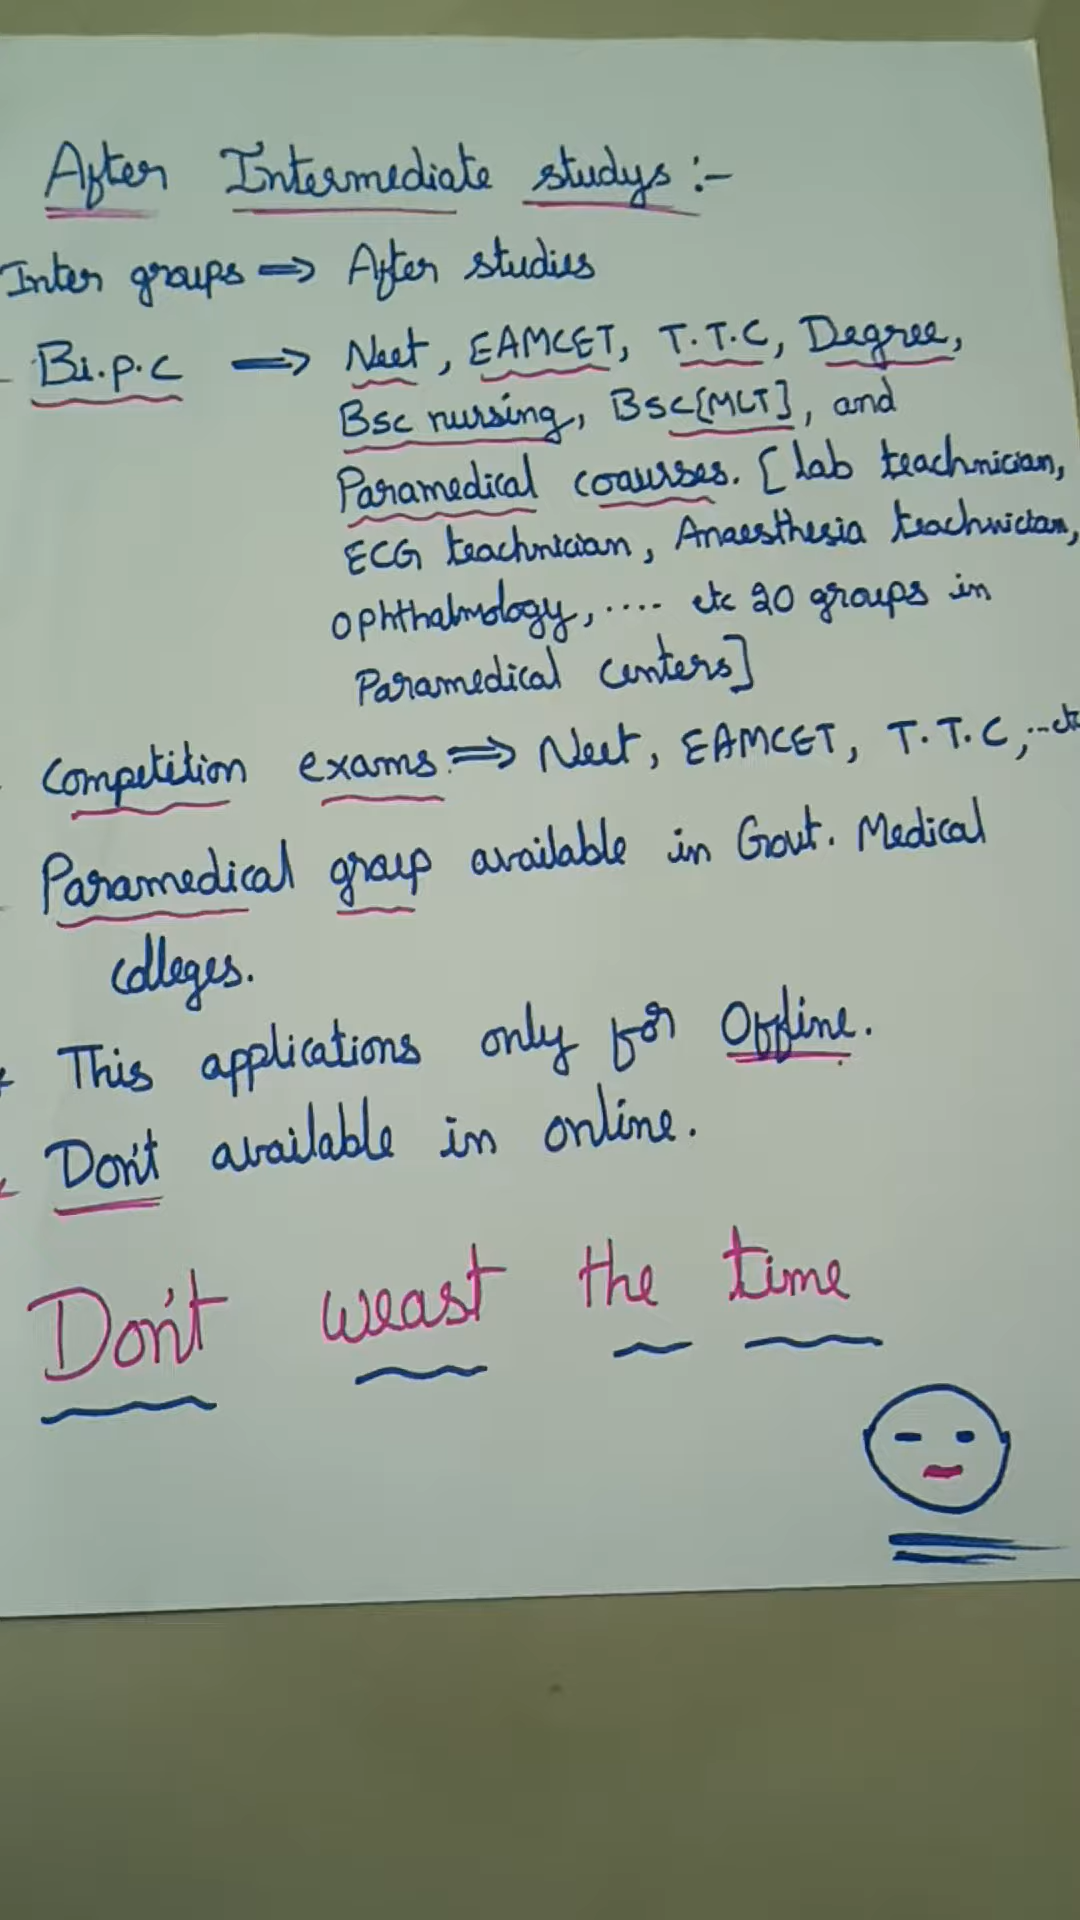 After Intermediate studys :-
Inter groups ⇒ After studies
Bi.p.c ⇒ Neet, EAMCET, T.T.C, Degree,
Bsc nursing, Bsc[MLT], and
Paramedical coaursses. [lab teachnician,
ECG teachnician, Anaesthesia teachnician,
ophthalmology, .... etc 20 groups in
Paramedical centers]
Competition exams ⇒ Neet, EAMCET, T.T.C,...etc
Paramedical group available in Govt. Medical
colleges.
This applications only for Offline.
Don't available in online.
Don't weast the time